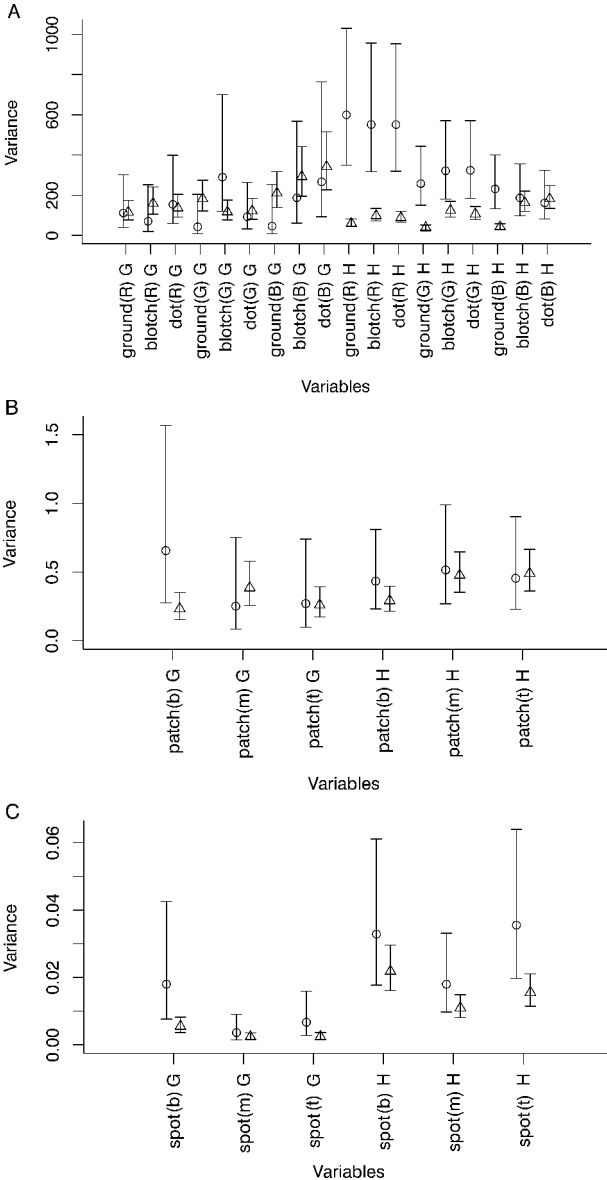 A
Variance
1000
600
200
0
ground(R) G
blotch(R) G
dot(R) G
ground(G) G
blotch(G) G
dot(G) G
ground(B) G
blotch(B) G
dot(B) G
ground(R) H
blotch(R) H
dot(R) H
ground(G) H
blotch(G) H
dot(G) H
ground(B) H
blotch(B) H
dot(B) H
Variables
B
Variance
1.5
1.0
0.5
0.0
patch(b) G
patch(m) G
patch(t) G
patch(b) H
patch(m) H
patch(t) H
Variables
C
Variance
0.06
0.04
0.02
0.00
spot(b) G
spot(m) G
spot(t) G
spot(b) H
spot(m) H
spot(t) H
Variables